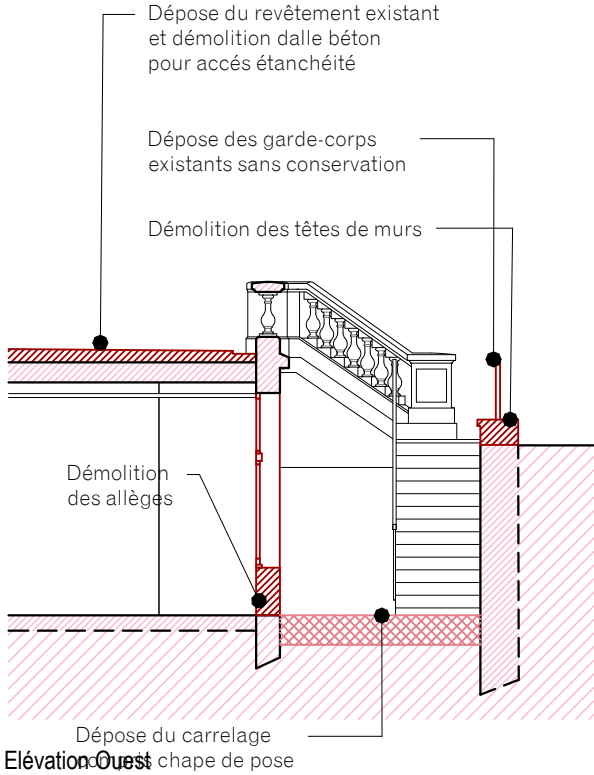 Dépose du revêtement existant
et démolition dalle béton
pour accés étanchéité
Dépose des garde-corps
existants sans conservation
Démolition des têtes de murs
Démolition
des allèges
Dépose du carrelage
compris chape de pose
Elévation Ouest